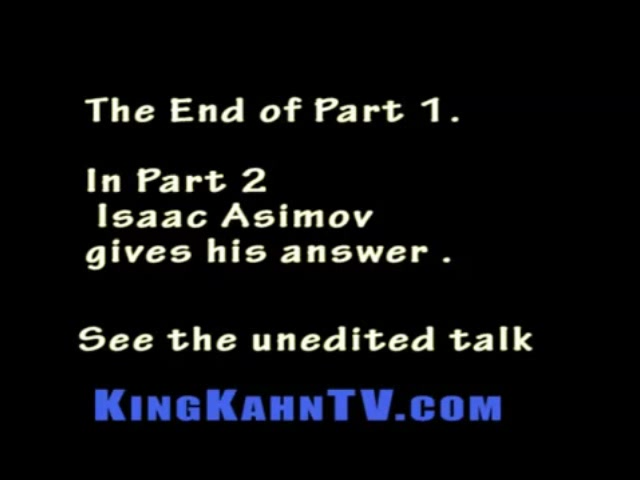 The End of Part 1.
In Part 2
Isaac Asimov
gives his answer .
See the unedited talk
KingKahnTV.com